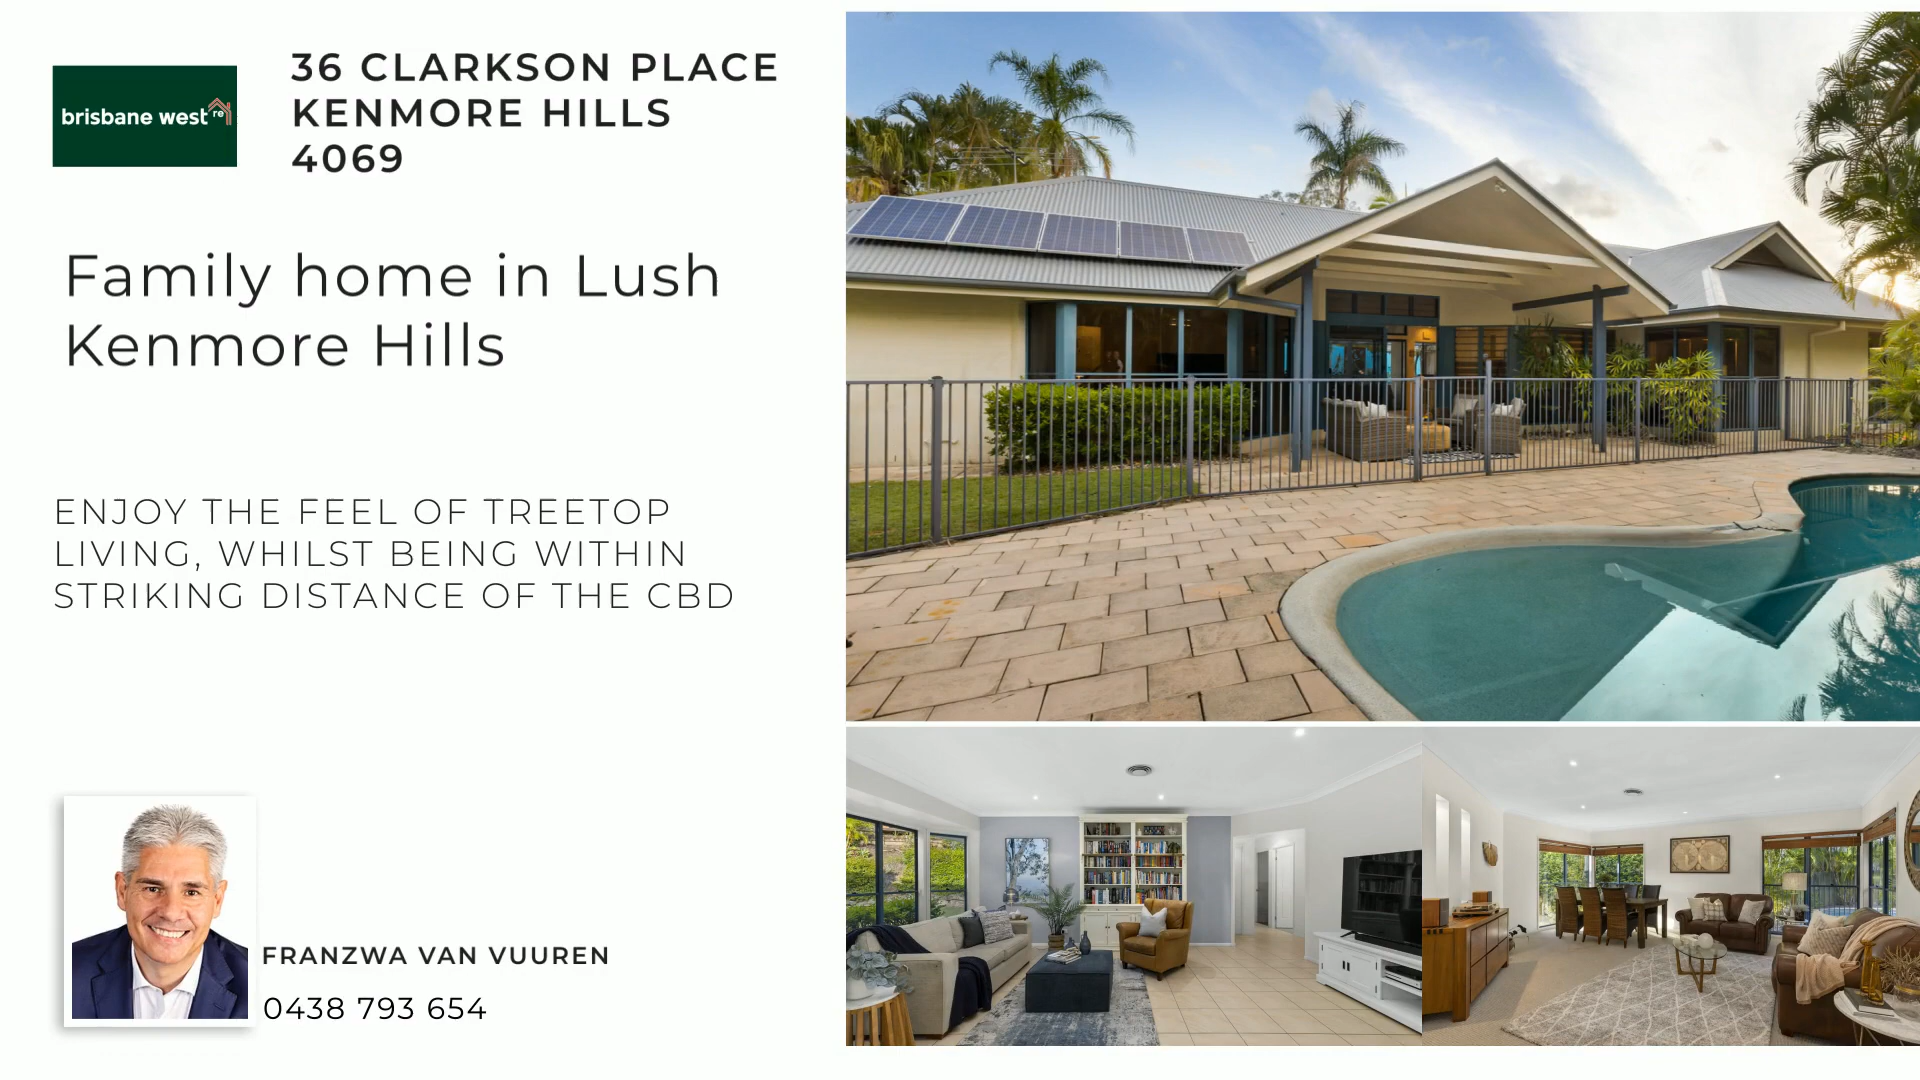 brisbane west re
36 CLARKSON PLACE
KENMORE HILLS
4069
Family home in Lush
Kenmore Hills
ENJOY THE FEEL OF TREETOP
LIVING, WHILST BEING WITHIN
STRIKING DISTANCE OF THE CBD
FRANZWA VAN VUUREN
0438 793 654